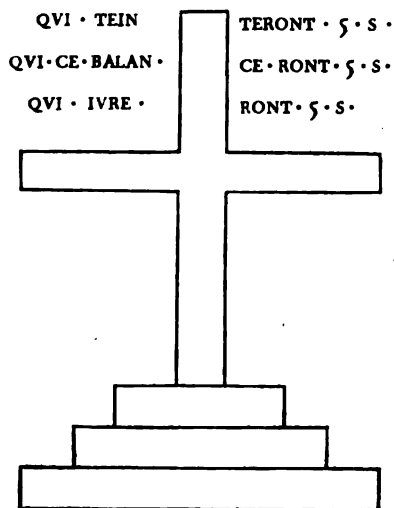 QVI · TEIN TERONT · 5 · S ·
QVI · CE · BALAN · CE · RONT · 5 · S ·
QVI · IVRE · RONT · 5 · S ·